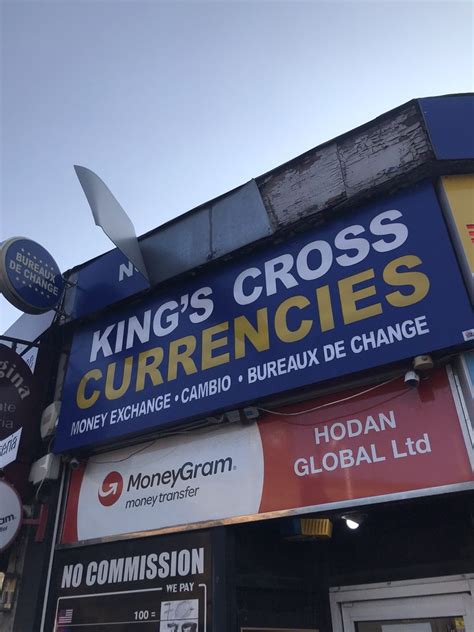 BUREAUX
DE CHANGE
KING'S CROSS
CURRENCIES
MONEY EXCHANGE • CAMBIO • BUREAUX DE CHANGE
MoneyGram®
money transfer
HODAN
GLOBAL Ltd
NO COMMISSION
WE PAY
100 =
gina